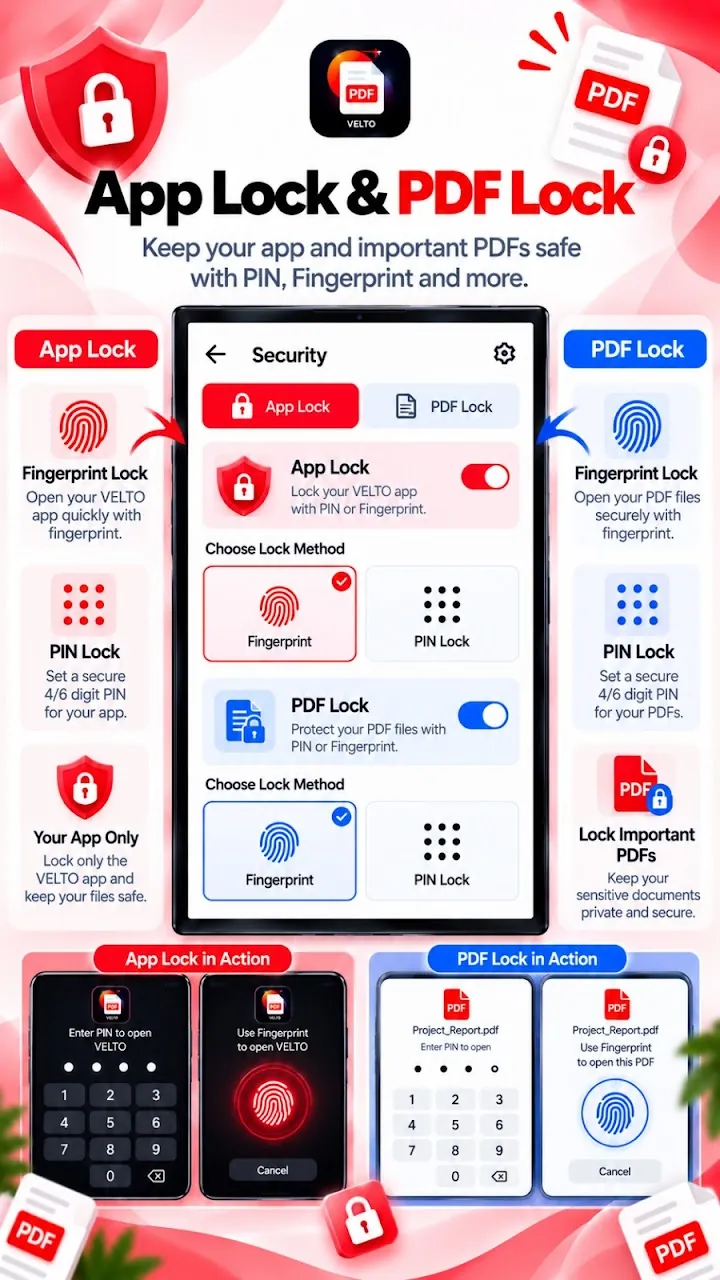 PDF
VELTO
PDF
App Lock & PDF Lock
Keep your app and important PDFs safe
with PIN, Fingerprint and more.
App Lock
Fingerprint Lock
Open your VELTO
app quickly with
fingerprint.
PIN Lock
Set a secure
4/6 digit PIN
for your app.
Your App Only
Lock only the
VELTO app and
keep your files safe.
Security
App Lock
PDF Lock
App Lock
Lock your VELTO app
with PIN or Fingerprint.
Choose Lock Method
Fingerprint
PIN Lock
PDF Lock
Protect your PDF files with
PIN or Fingerprint.
Choose Lock Method
Fingerprint
PIN Lock
PDF Lock
Fingerprint Lock
Open your PDF files
securely with
fingerprint.
PIN Lock
Set a secure
4/6 digit PIN
for your PDFs.
PDF
Lock Important
PDFs
Keep your
sensitive documents
private and secure.
App Lock in Action
PDF
VELTO
Enter PIN to open
VELTO
1 2 3
4 5 6
7 8 9
0
PDF
VELTO
Use Fingerprint
to open VELTO
Cancel
PDF Lock in Action
PDF
Project_Report.pdf
Enter PIN to open
1 2 3
4 5 6
7 8 9
0
PDF
Project_Report.pdf
Use Fingerprint
to open this PDF
Cancel
PDF
PDF